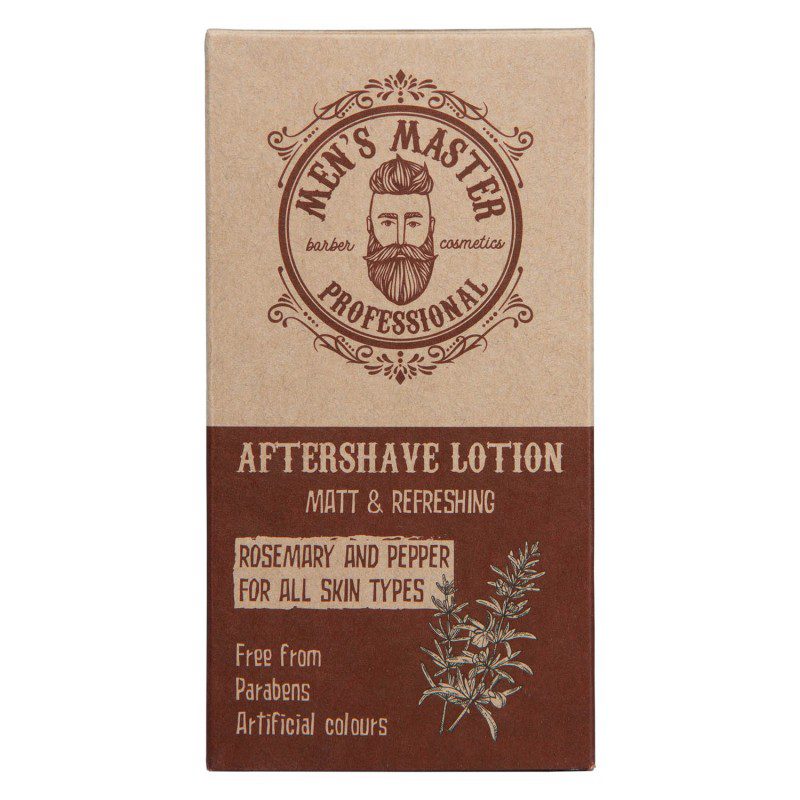 MEN'S MASTER
barber cosmetics
PROFESSIONAL
AFTERSHAVE LOTION
MATT & REFRESHING
ROSEMARY AND PEPPER
FOR ALL SKIN TYPES
Free from
Parabens
Artificial colours